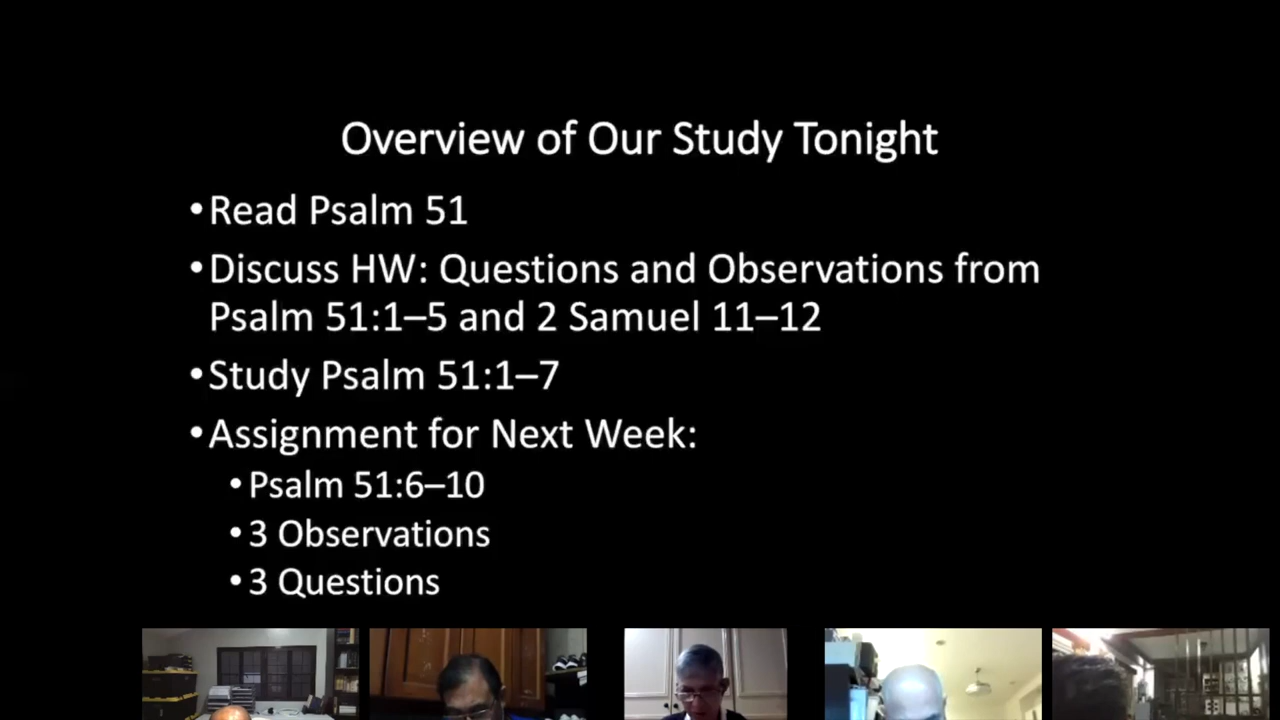 Overview of Our Study Tonight
•Read Psalm 51
•Discuss HW: Questions and Observations from
Psalm 51:1–5 and 2 Samuel 11–12
•Study Psalm 51:1–7
•Assignment for Next Week:
•Psalm 51:6–10
•3 Observations
•3 Questions